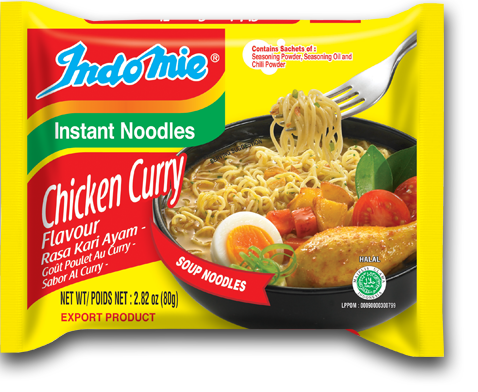 Indomie®
Contains Sachets of :
Seasoning Powder, Seasoning Oil and
Chili Powder
Instant Noodles
Chicken Curry
Flavour
Rasa Kari Ayam -
Goût Poulet Au Curry -
Sabor Al Curry -
SOUP NOODLES
HALAL
NET WT/ POIDS NET : 2.82 oz (80g)
EXPORT PRODUCT